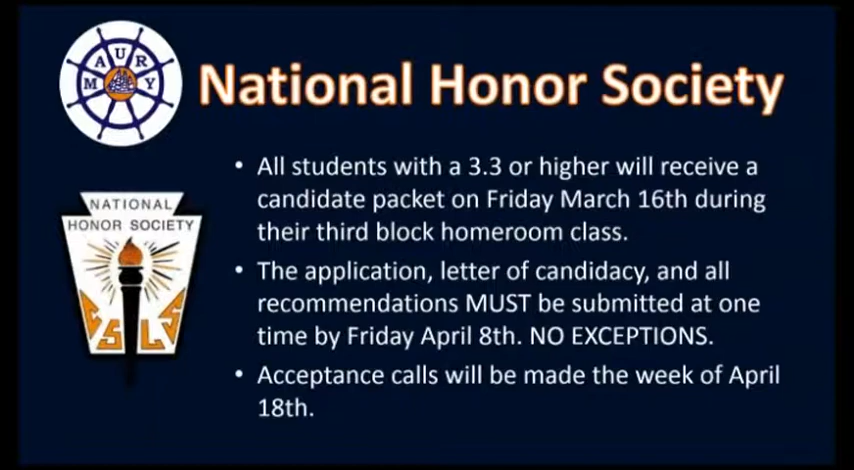 MAURY
National Honor Society
NATIONAL
HONOR SOCIETY
C S L S
• All students with a 3.3 or higher will receive a
candidate packet on Friday March 16th during
their third block homeroom class.
• The application, letter of candidacy, and all
recommendations MUST be submitted at one
time by Friday April 8th. NO EXCEPTIONS.
• Acceptance calls will be made the week of April
18th.